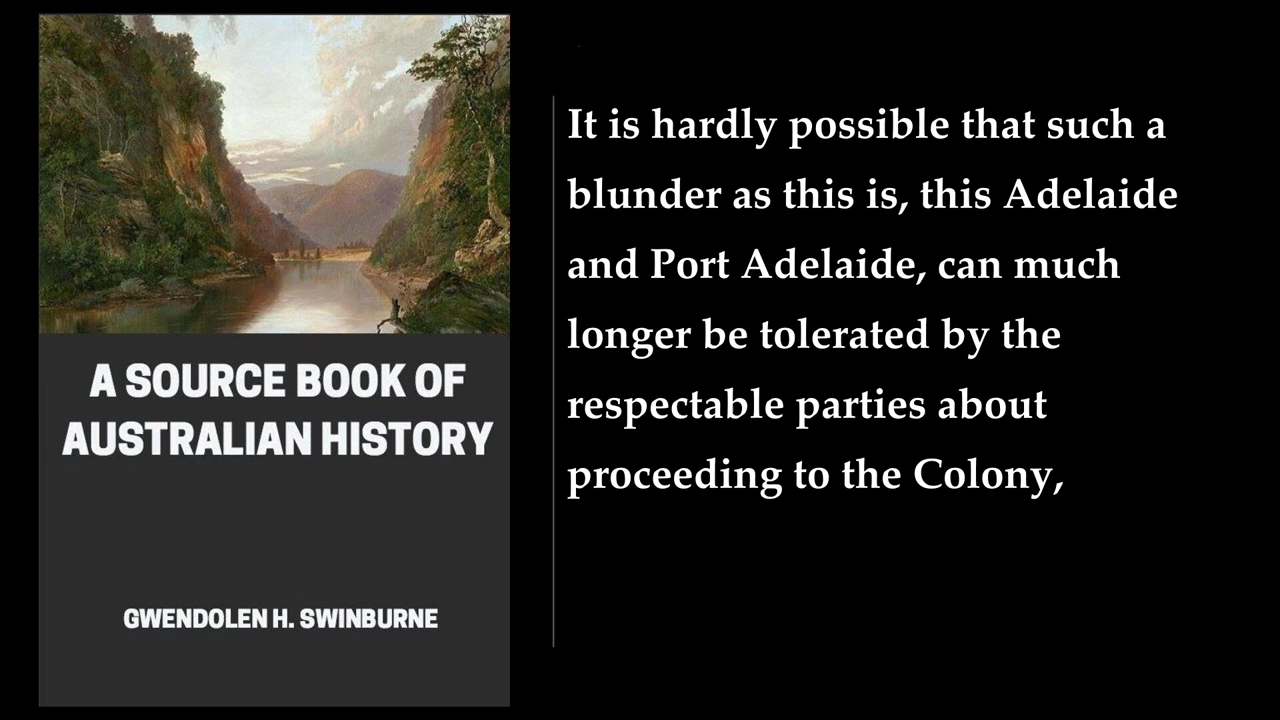 A SOURCE BOOK OF
AUSTRALIAN HISTORY
GWENDOLEN H. SWINBURNE
It is hardly possible that such a
blunder as this is, this Adelaide
and Port Adelaide, can much
longer be tolerated by the
respectable parties about
proceeding to the Colony,